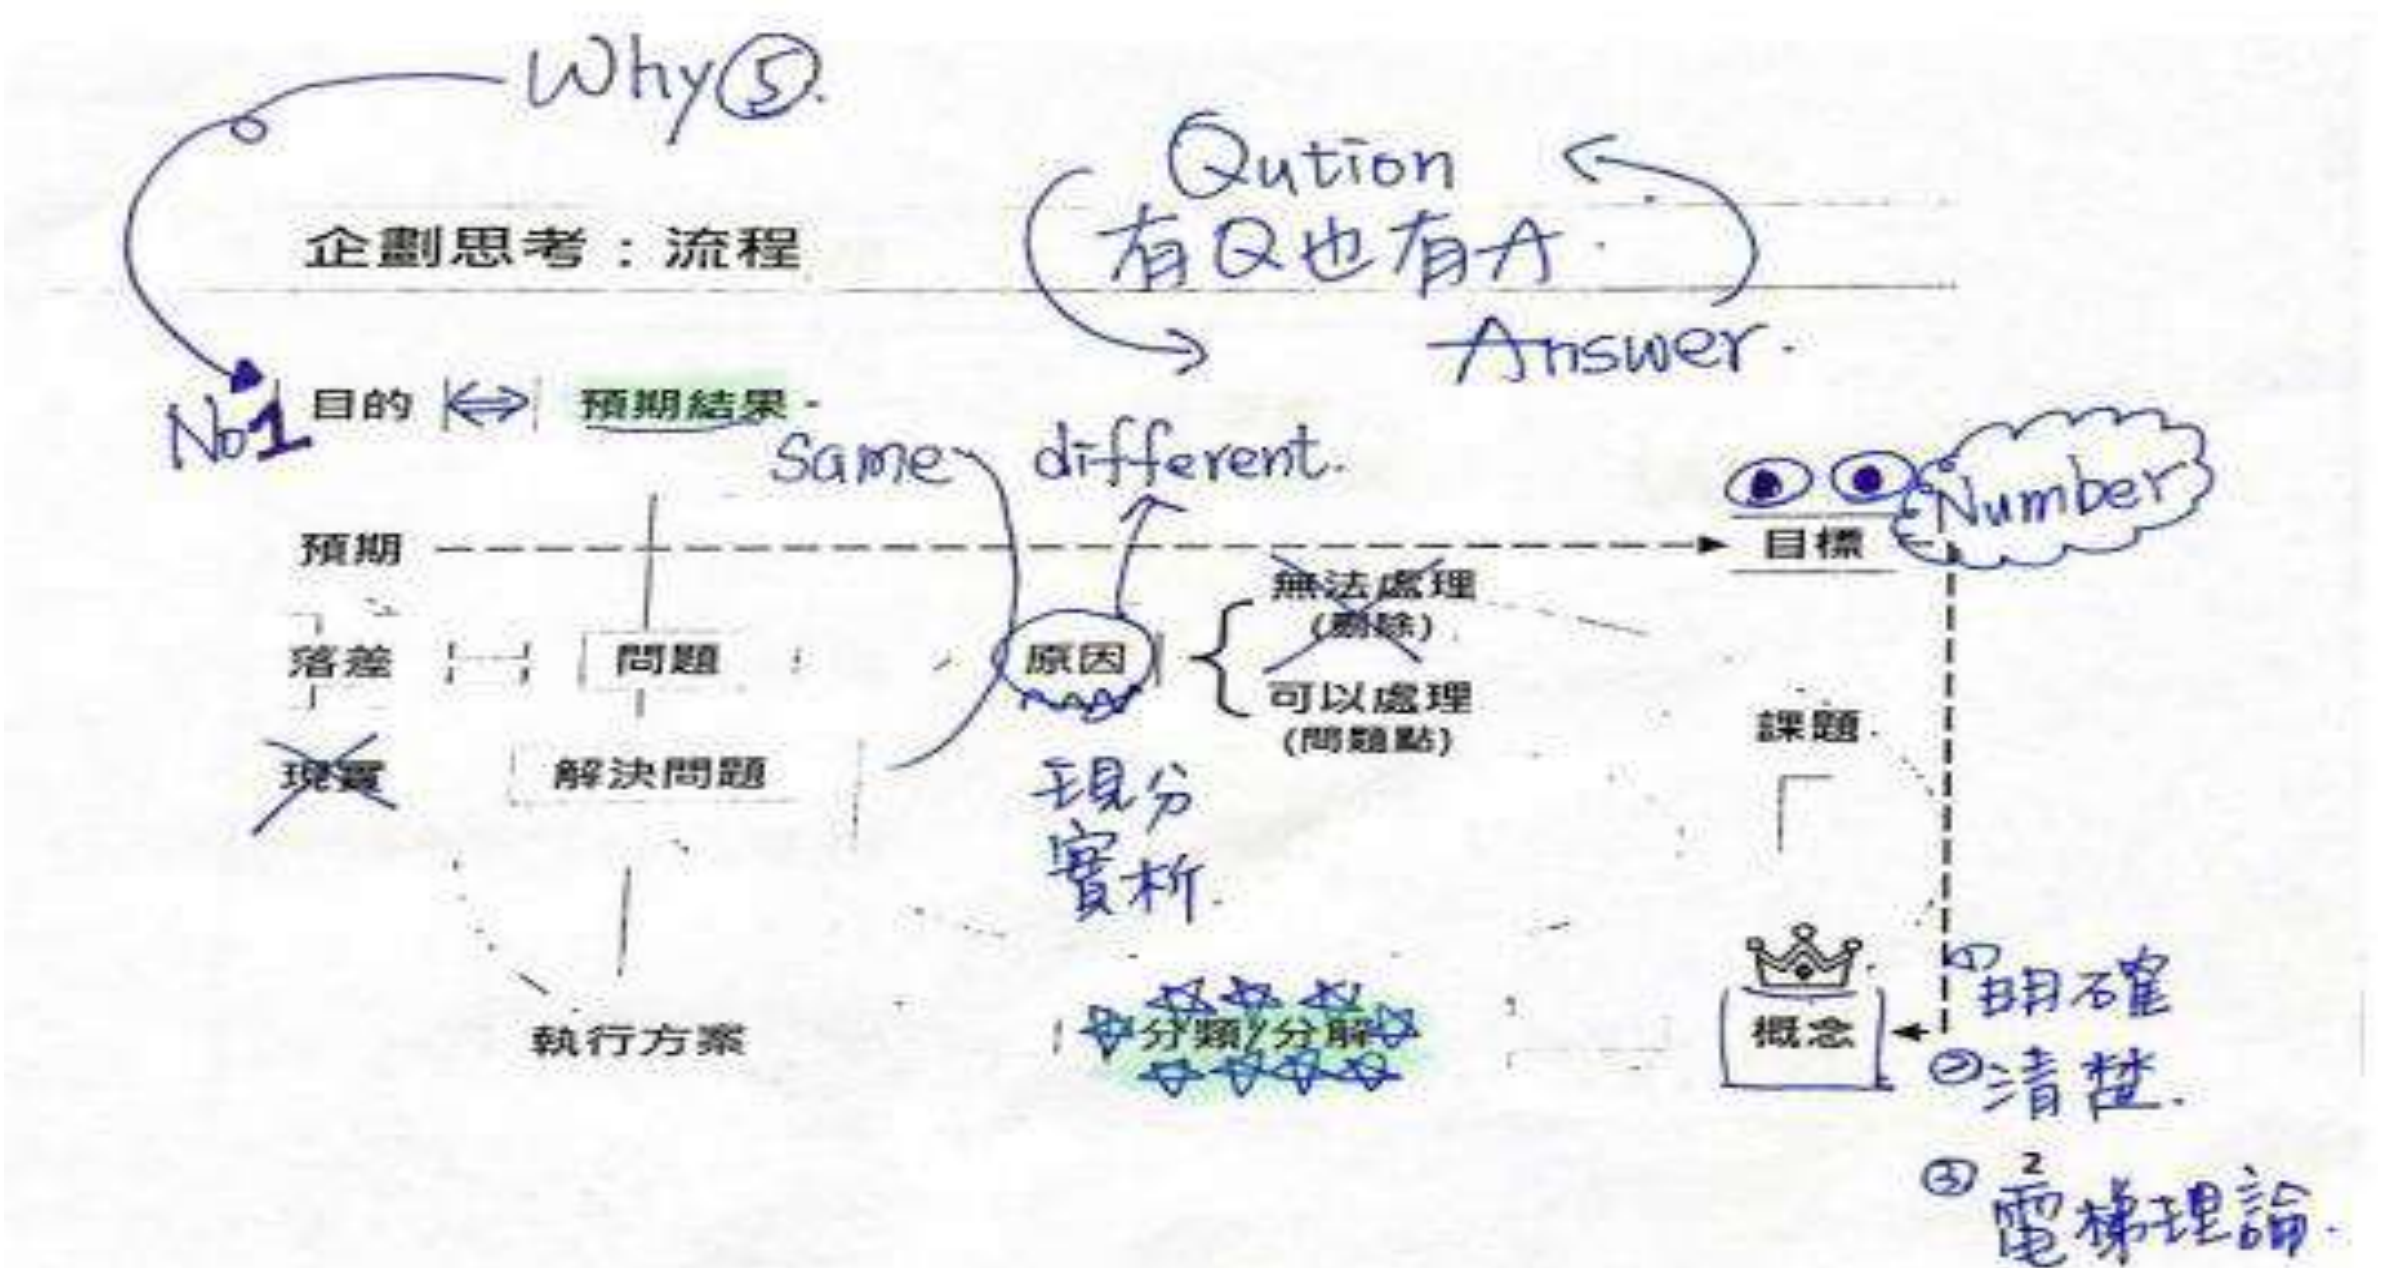 Why⑤.
Qution
企劃思考：流程
有Q也有A.
Answer.
No1 目的 預期結果
same different.
Number
預期 目標
無法處理
(刪除)
落差 問題 原因
可以處理
(問題點)
課題
現實 解決問題
現分
實析.
①明確
執行方案 分類/分解 概念
②清楚.
2
③電梯理論.